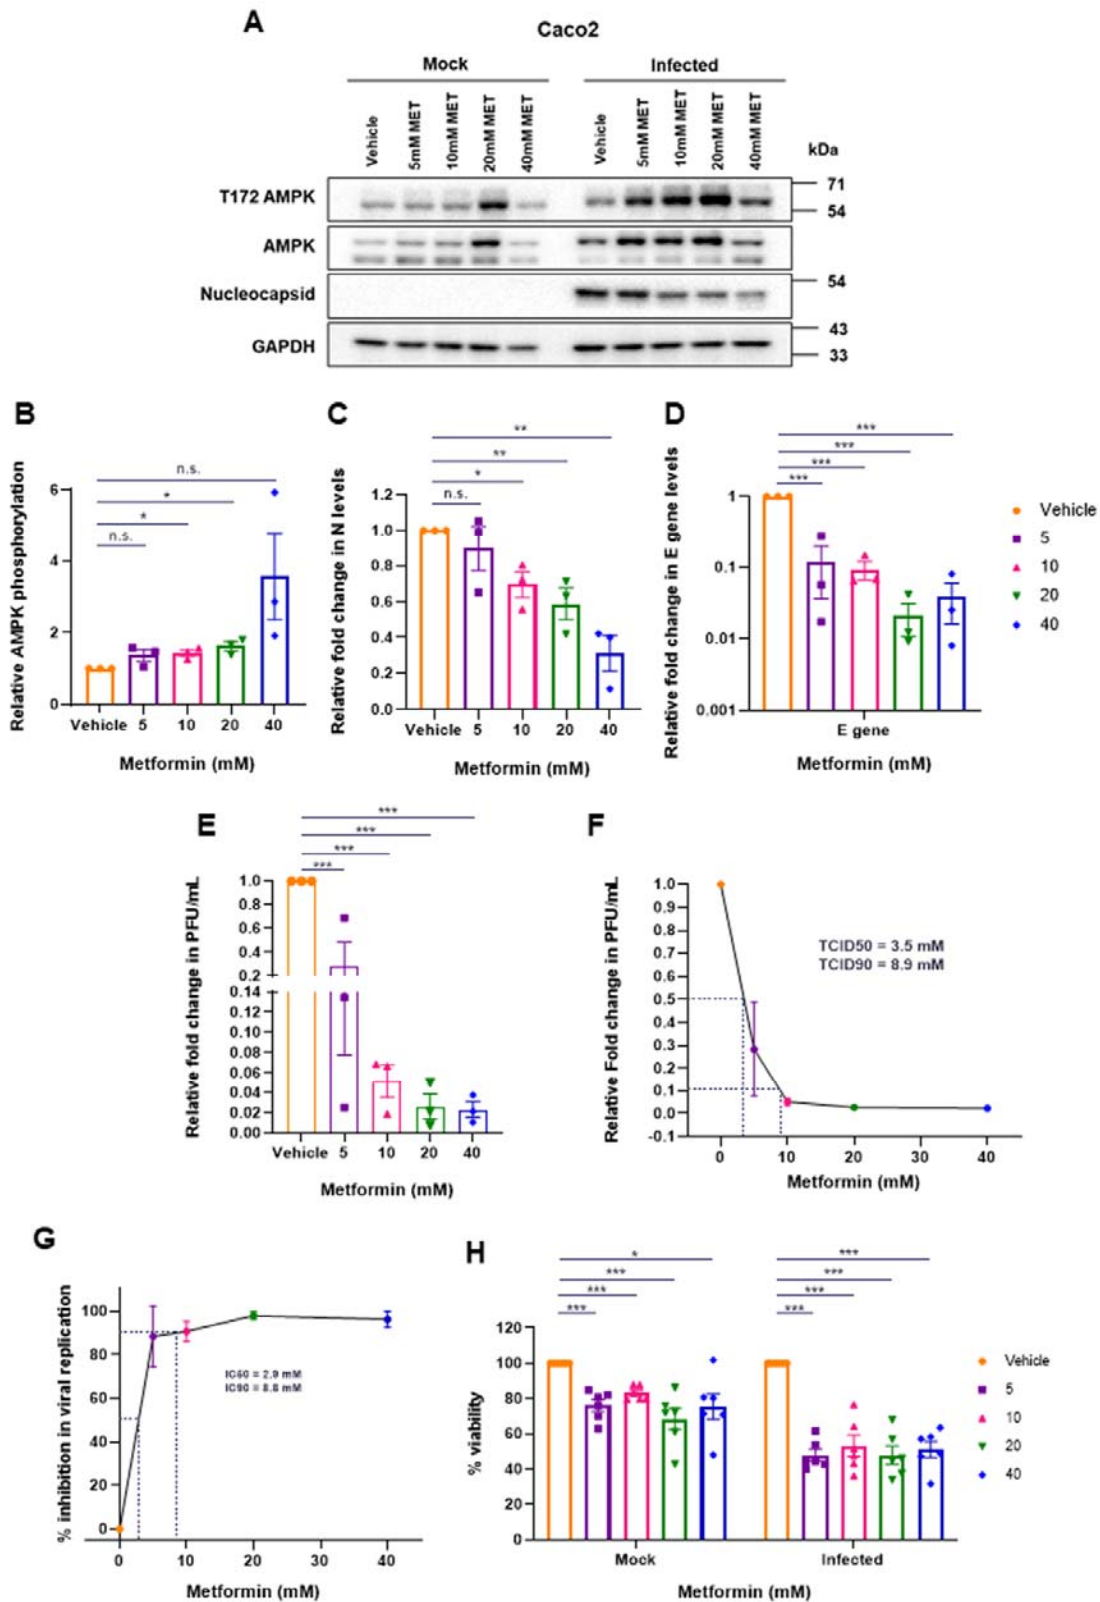 A
Caco2
Mock
Infected
Vehicle
5mM MET
10mM MET
20mM MET
40mM MET
Vehicle
5mM MET
10mM MET
20mM MET
40mM MET
kDa
T172 AMPK
71
54
AMPK
Nucleocapsid
54
GAPDH
43
33
B
Relative AMPK phosphorylation
n.s.
*
*
n.s.
6
4
2
0
Vehicle 5 10 20 40
Metformin (mM)
C
Relative fold change in N levels
**
**
*
n.s.
1.2
1.0
0.8
0.6
0.4
0.2
0.0
Vehicle 5 10 20 40
Metformin (mM)
D
Relative fold change in E gene levels
***
***
***
***
1
0.1
0.01
0.001
E gene
Metformin (mM)
Vehicle
5
10
20
40
E
Relative fold change in PFU/mL
***
***
***
***
1.0
0.8
0.6
0.4
0.2
0.14
0.12
0.10
0.08
0.06
0.04
0.02
0.00
Vehicle 5 10 20 40
Metformin (mM)
F
Relative Fold change in PFU/mL
1.0
0.9
0.8
0.7
0.6
0.5
0.4
0.3
0.2
0.1
0.0
-0.1
TCID50 = 3.5 mM
TCID90 = 8.9 mM
0 10 20 30 40
Metformin (mM)
G
% inhibition in viral replication
100
80
60
40
20
0
IC50 = 2.9 mM
IC90 = 8.8 mM
0 10 20 30 40
Metformin (mM)
H
% viability
*
***
***
***
***
***
***
***
120
100
80
60
40
20
0
Mock
Infected
Metformin (mM)
Vehicle
5
10
20
40